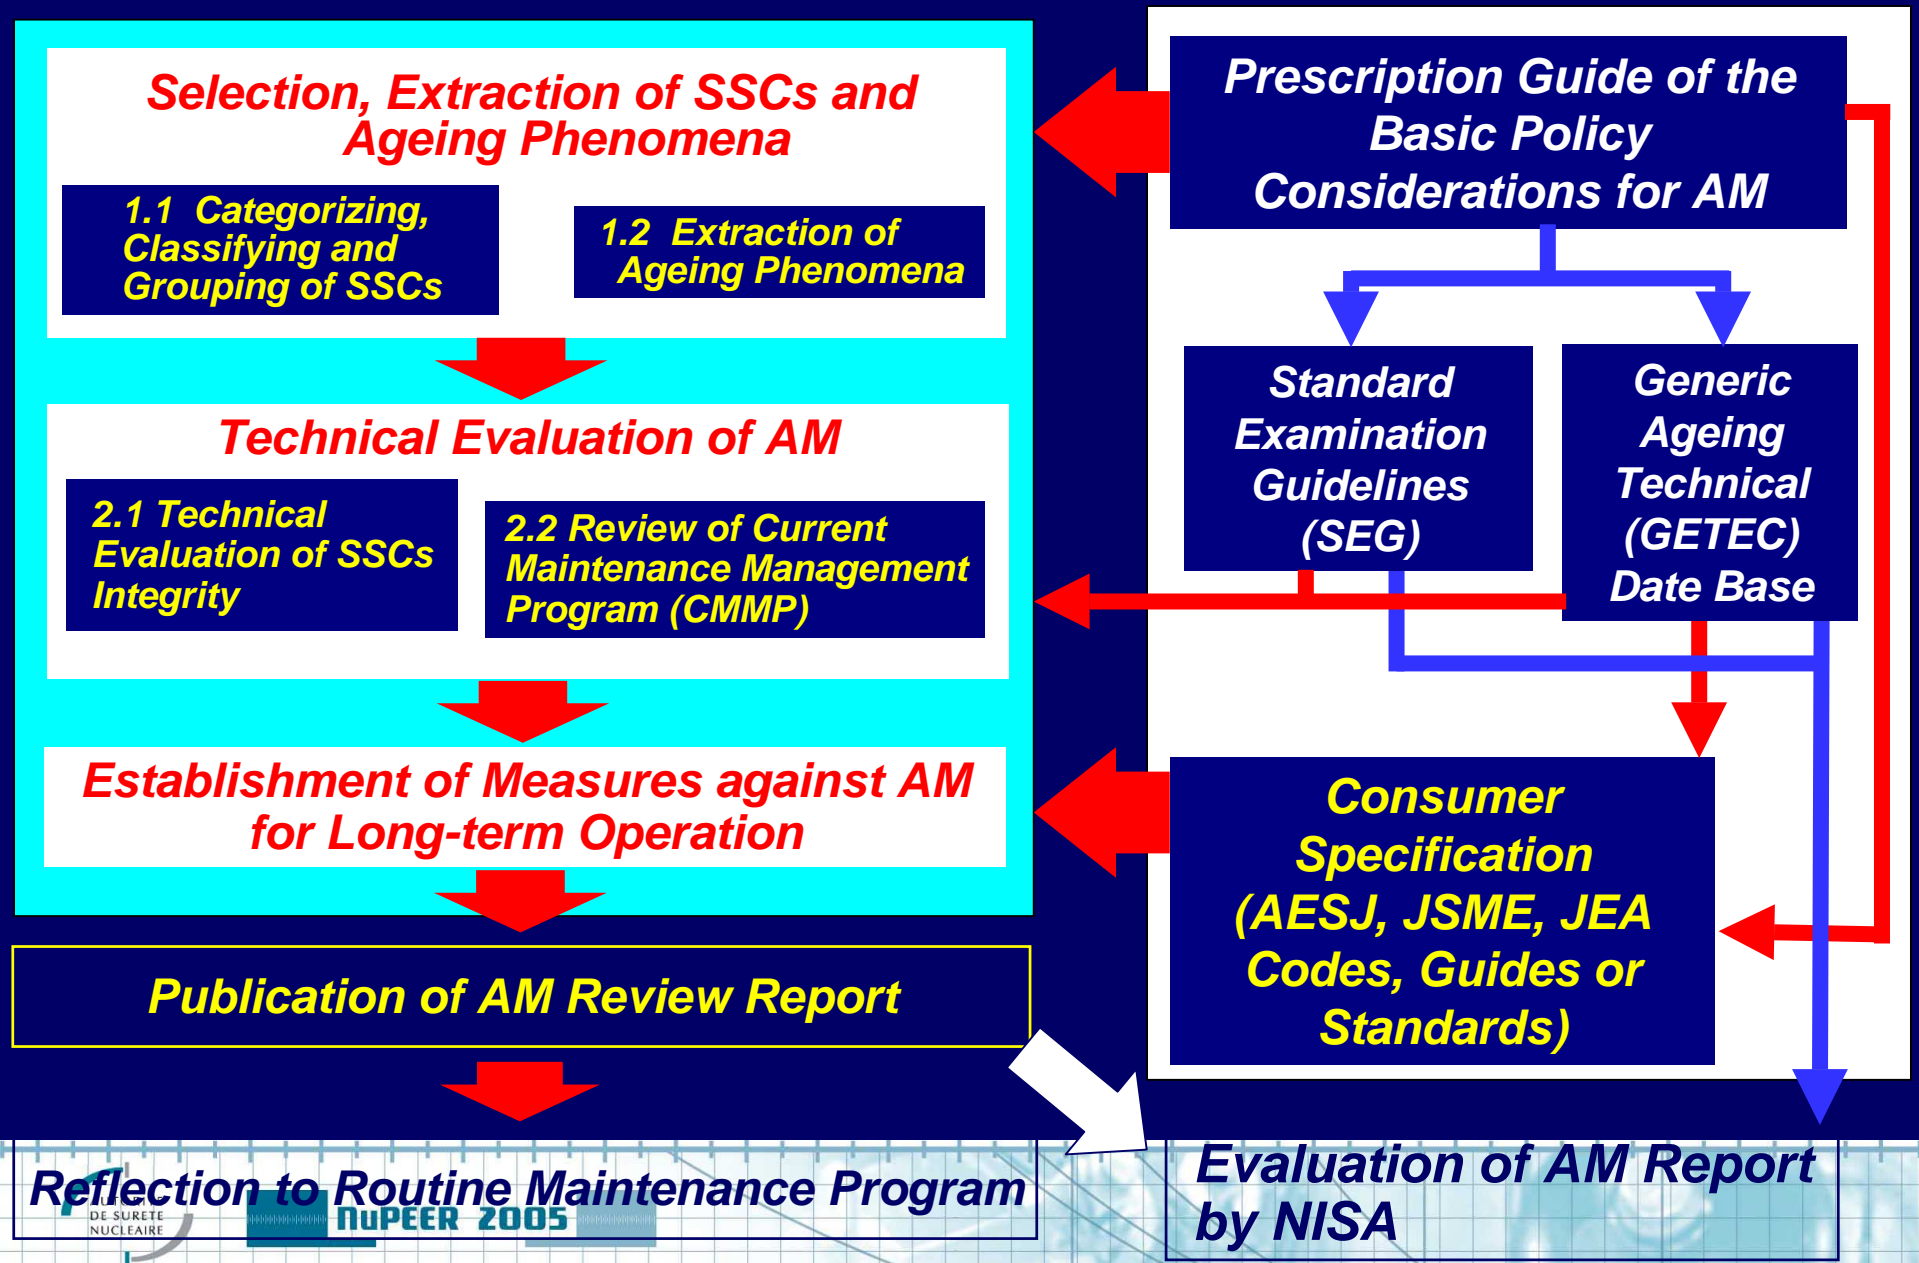 Selection, Extraction of SSCs and
Ageing Phenomena
1.1 Categorizing,
Classifying and
Grouping of SSCs
1.2 Extraction of
Ageing Phenomena
Technical Evaluation of AM
2.1 Technical
Evaluation of SSCs
Integrity
2.2 Review of Current
Maintenance Management
Program (CMMP)
Establishment of Measures against AM
for Long-term Operation
Publication of AM Review Report
Reflection to Routine Maintenance Program
DE SURETE
NUCLEAIRE
NuPEER 2005
Prescription Guide of the
Basic Policy
Considerations for AM
Standard
Examination
Guidelines
(SEG)
Generic
Ageing
Technical
(GETEC)
Date Base
Consumer
Specification
(AESJ, JSME, JEA
Codes, Guides or
Standards)
Evaluation of AM Report
by NISA